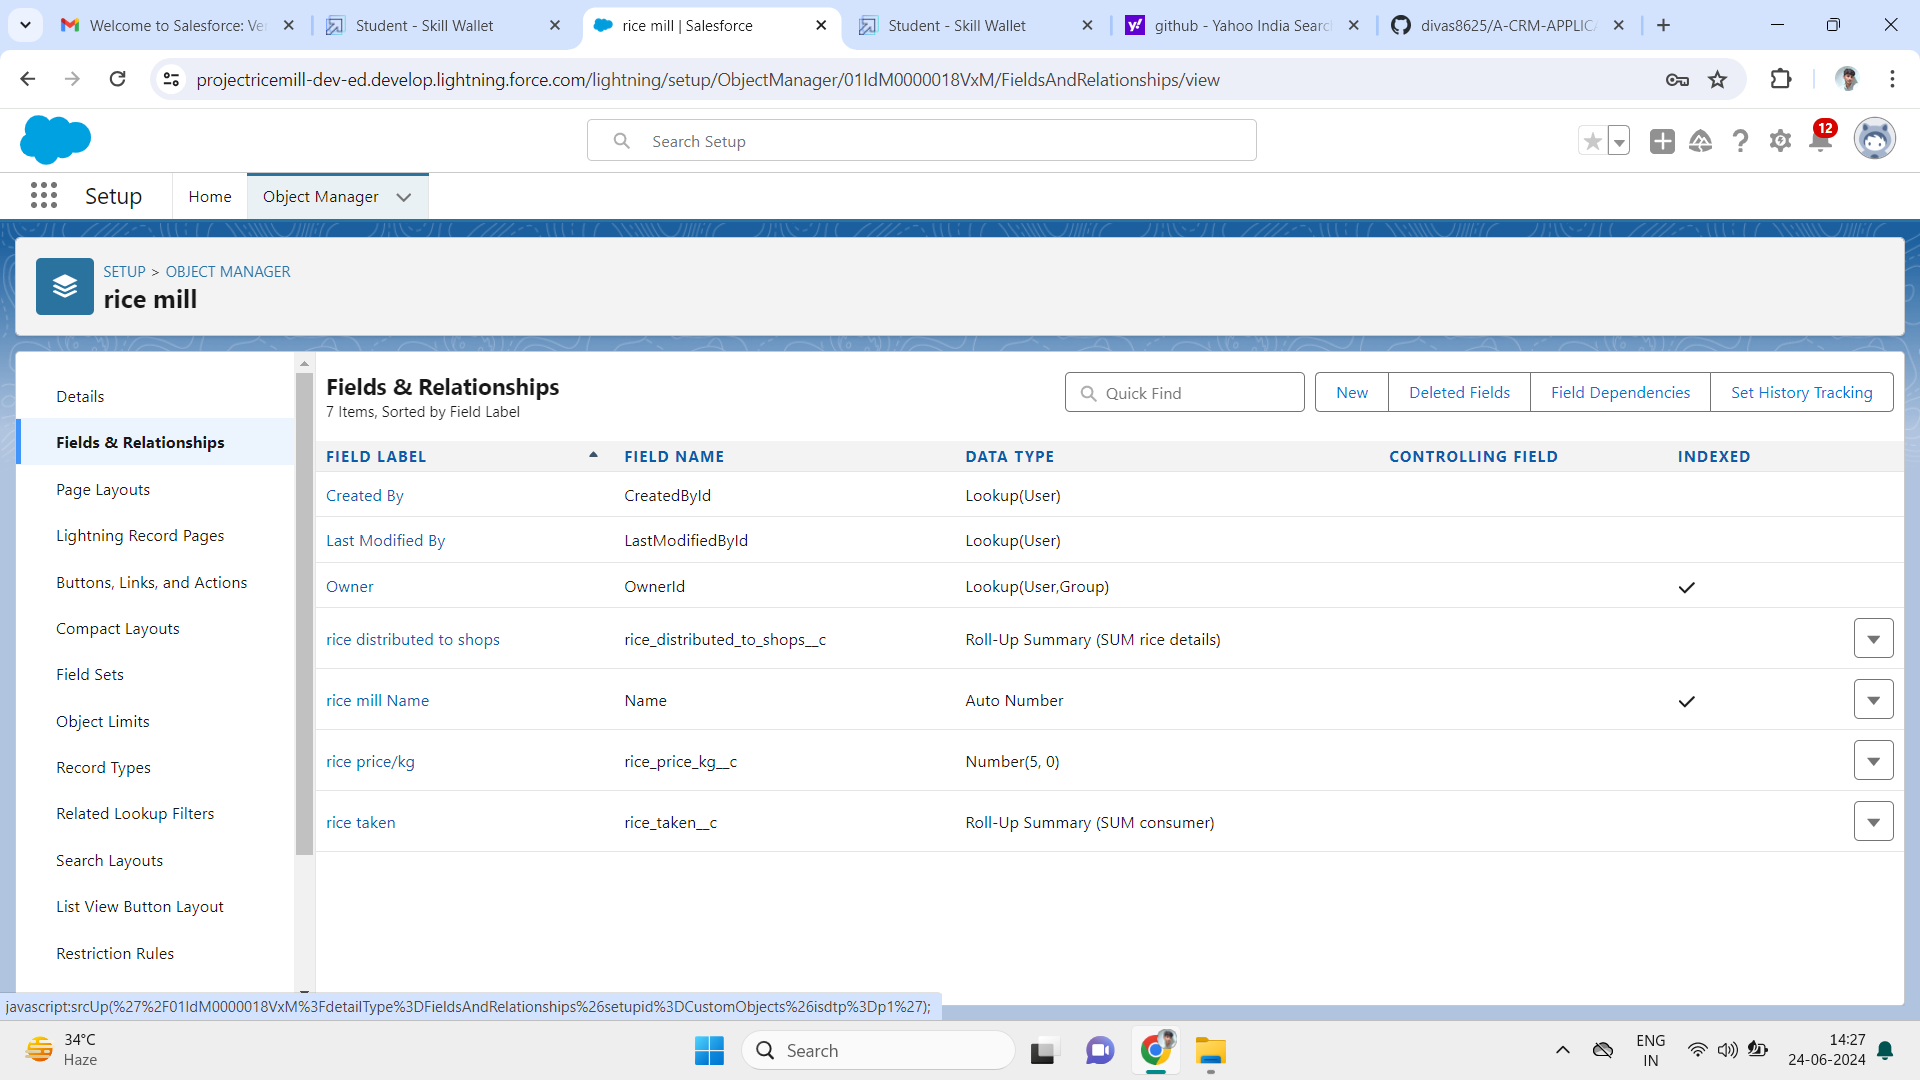 Welcome to Salesforce: Ver
Student - Skill Wallet
rice mill | Salesforce
Student - Skill Wallet
github - Yahoo India Search
divas8625/A-CRM-APPLICA
projectricemill-dev-ed.develop.lightning.force.com/lightning/setup/ObjectManager/01IdM0000018VxM/FieldsAndRelationships/view
Search Setup
12
Setup
Home
Object Manager
SETUP > OBJECT MANAGER
rice mill
Details
Fields & Relationships
Page Layouts
Lightning Record Pages
Buttons, Links, and Actions
Compact Layouts
Field Sets
Object Limits
Record Types
Related Lookup Filters
Search Layouts
List View Button Layout
Restriction Rules
Fields & Relationships
7 Items, Sorted by Field Label
Quick Find
New
Deleted Fields
Field Dependencies
Set History Tracking
FIELD LABEL FIELD NAME DATA TYPE CONTROLLING FIELD INDEXED
Created By CreatedById Lookup(User)
Last Modified By LastModifiedById Lookup(User)
Owner OwnerId Lookup(User,Group)
rice distributed to shops rice_distributed_to_shops__c Roll-Up Summary (SUM rice details)
rice mill Name Name Auto Number
rice price/kg rice_price_kg__c Number(5, 0)
rice taken rice_taken__c Roll-Up Summary (SUM consumer)
javascript:srcUp(%27%2F01IdM0000018VxM%3FdetailType%3DFieldsAndRelationships%26setupid%3DCustomObjects%26isdtp%3Dp1%27);
34°C
Haze
Search
ENG
IN
14:27
24-06-2024